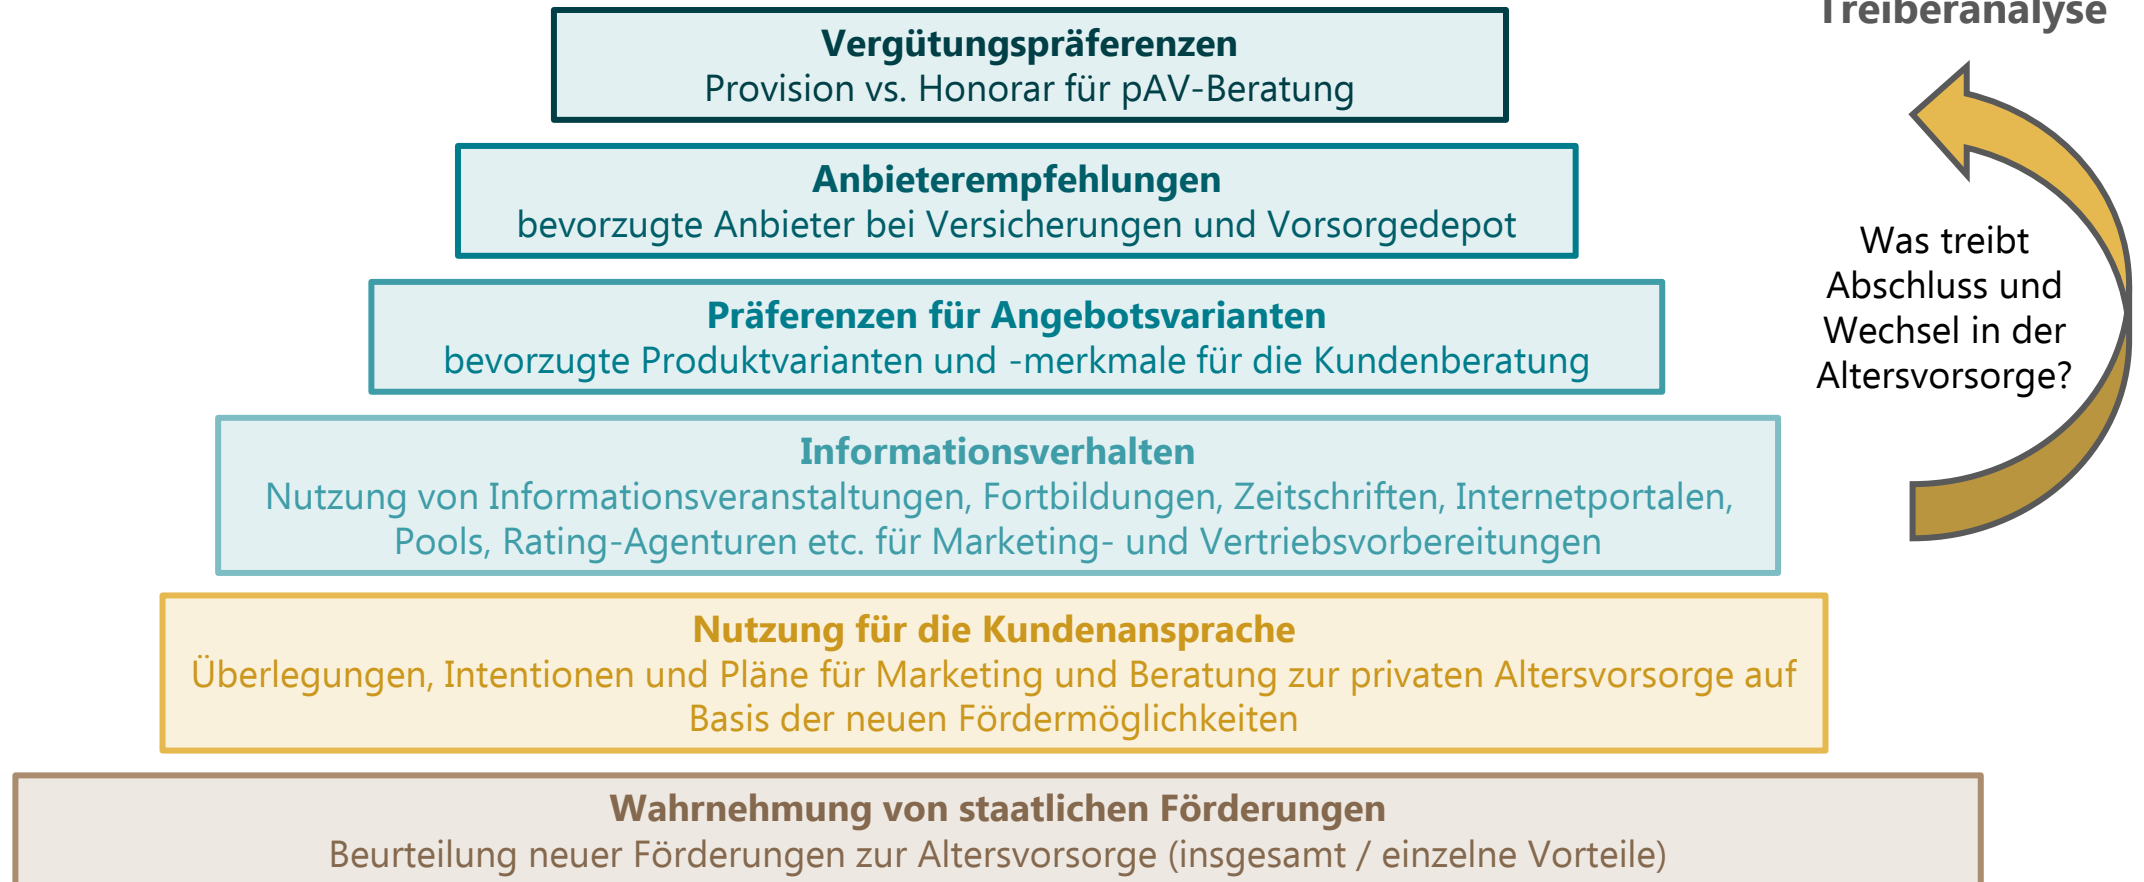 Treiberanalyse
Vergütungspräferenzen
Provision vs. Honorar für pAV-Beratung
Anbieterempfehlungen
bevorzugte Anbieter bei Versicherungen und Vorsorgedepot
Präferenzen für Angebotsvarianten
bevorzugte Produktvarianten und -merkmale für die Kundenberatung
Was treibt
Abschluss und
Wechsel in der
Altersvorsorge?
Informationsverhalten
Nutzung von Informationsveranstaltungen, Fortbildungen, Zeitschriften, Internetportalen,
Pools, Rating-Agenturen etc. für Marketing- und Vertriebsvorbereitungen
Nutzung für die Kundenansprache
Überlegungen, Intentionen und Pläne für Marketing und Beratung zur privaten Altersvorsorge auf
Basis der neuen Fördermöglichkeiten
Wahrnehmung von staatlichen Förderungen
Beurteilung neuer Förderungen zur Altersvorsorge (insgesamt / einzelne Vorteile)